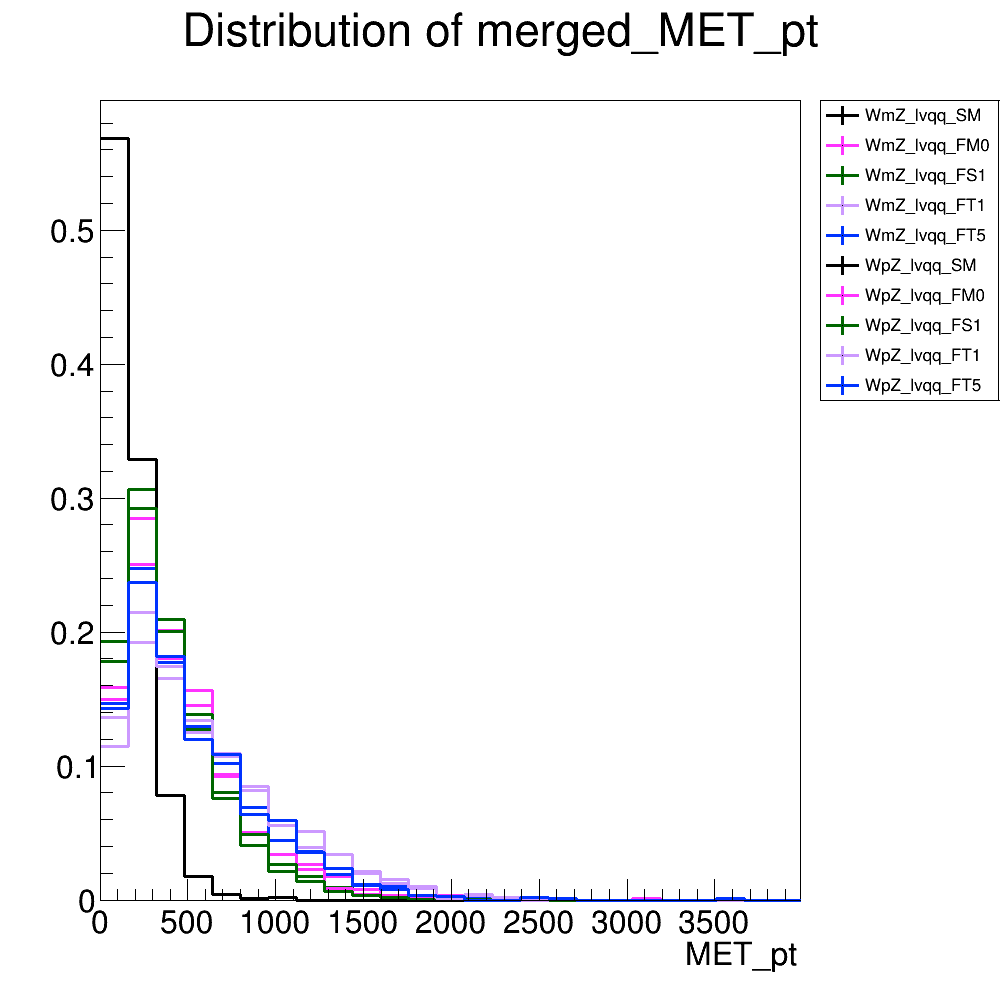 Distribution of merged_MET_pt
WmZ_lvqq_SM
WmZ_lvqq_FM0
WmZ_lvqq_FS1
WmZ_lvqq_FT1
WmZ_lvqq_FT5
WpZ_lvqq_SM
WpZ_lvqq_FM0
WpZ_lvqq_FS1
WpZ_lvqq_FT1
WpZ_lvqq_FT5
0.5
0.4
0.3
0.2
0.1
0
0 500 1000 1500 2000 2500 3000 3500
MET_pt